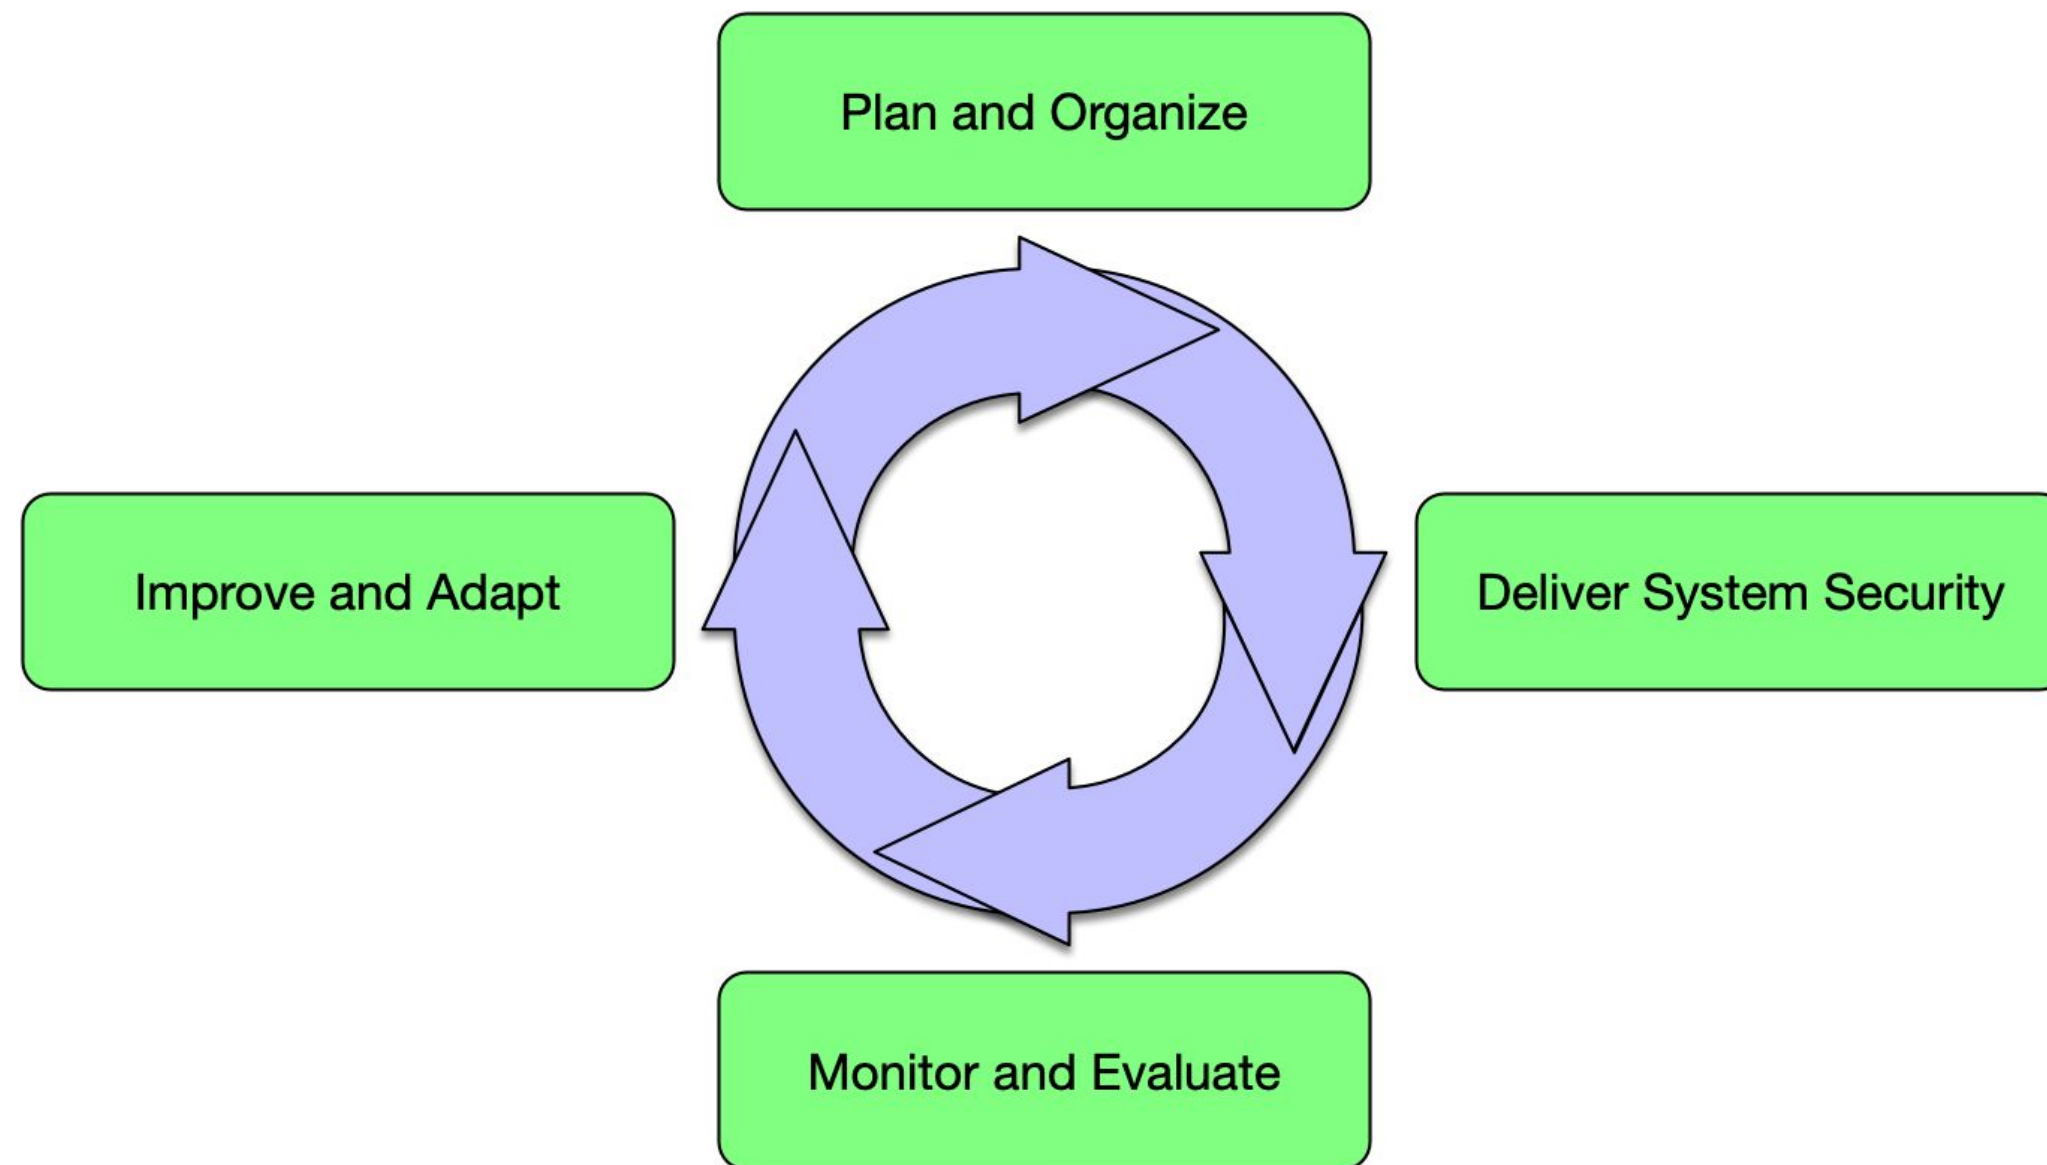 Plan and Organize
Improve and Adapt
Deliver System Security
Monitor and Evaluate